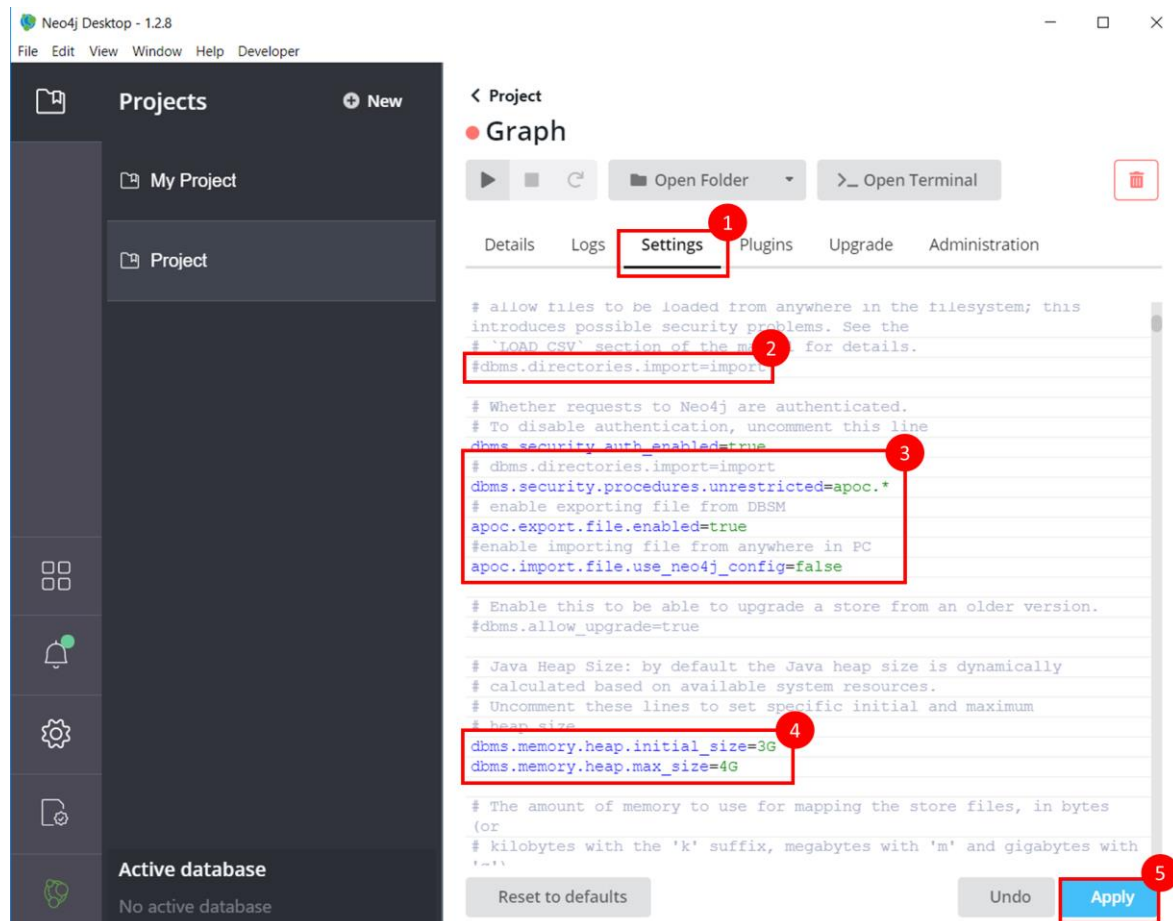 Neo4j Desktop - 1.2.8
File Edit View Window Help Developer
Projects
New
My Project
Project
Active database
No active database
Project
Graph
Open Folder
>_ Open Terminal
1
Details Logs Settings Plugins Upgrade Administration
# allow files to be loaded from anywhere in the filesystem; this
introduces possible security problems. See the
# `LOAD CSV` section of the for details.
2
#dbms.directories.import=import
# Whether requests to Neo4j are authenticated.
# To disable authentication, uncomment this line
dbms.security.auth_enabled=true
3
# dbms.directories.import=import
dbms.security.procedures.unrestricted=apoc.*
# enable exporting file from DBSM
apoc.export.file.enabled=true
#enable importing file from anywhere in PC
apoc.import.file.use_neo4j_config=false
# Enable this to be able to upgrade a store from an older version.
#dbms.allow_upgrade=true
# Java Heap Size: by default the Java heap size is dynamically
# calculated based on available system resources.
# Uncomment these lines to set specific initial and maximum
# heap size
4
dbms.memory.heap.initial_size=3G
dbms.memory.heap.max_size=4G
# The amount of memory to use for mapping the store files, in bytes
(or
# kilobytes with the 'k' suffix, megabytes with 'm' and gigabytes with
Reset to defaults
Undo
5
Apply